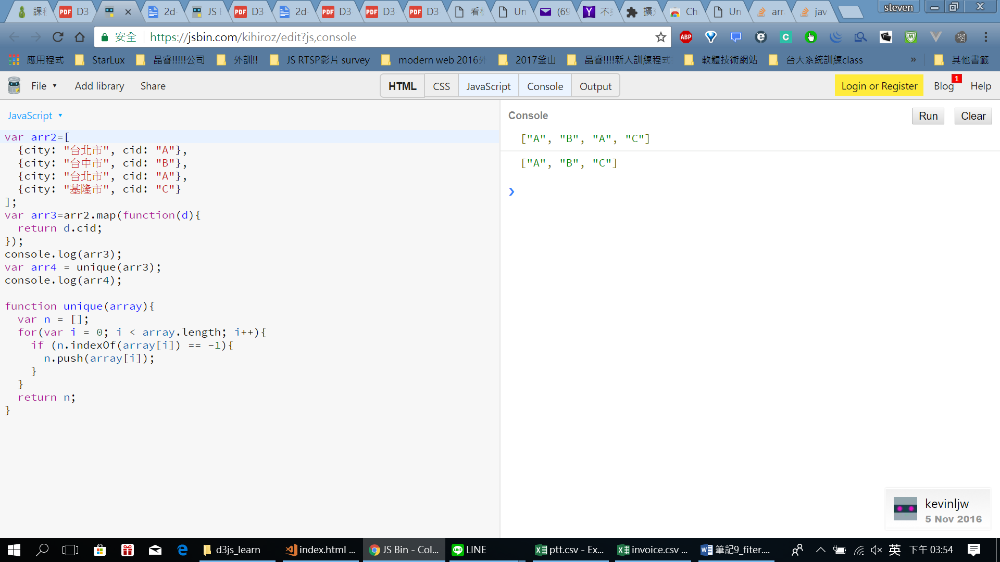 課
D3
2d
JS
D3
2d
D3
D3
D3
Un
(69
Ch
Un
arr
jav
steven
安全 https://jsbin.com/kihiroz/edit?js,console
應用程式 StarLux 晶睿!!!!!公司 外訓!! JS RTSP影片 survey modern web 2016外 2017釜山 晶睿!!!!新人訓練程式 軟體技術網站 台大系統訓練class » 其他書籤
File Add library Share HTML CSS JavaScript Console Output Login or Register Blog 1 Help
JavaScript
var arr2=[
{city: "台北市", cid: "A"},
{city: "台中市", cid: "B"},
{city: "台北市", cid: "A"},
{city: "基隆市", cid: "C"}
];
var arr3=arr2.map(function(d){
return d.cid;
});
console.log(arr3);
var arr4 = unique(arr3);
console.log(arr4);
function unique(array){
var n = [];
for(var i = 0; i < array.length; i++){
if (n.indexOf(array[i]) == -1){
n.push(array[i]);
}
}
return n;
}
Console Run Clear
["A", "B", "A", "C"]
["A", "B", "C"]
kevinljw
5 Nov 2016
d3js_learn index.html ... JS Bin - Col... LINE ptt.csv - Ex... invoice.csv ... 筆記9_fiter.... 英 下午 03:54